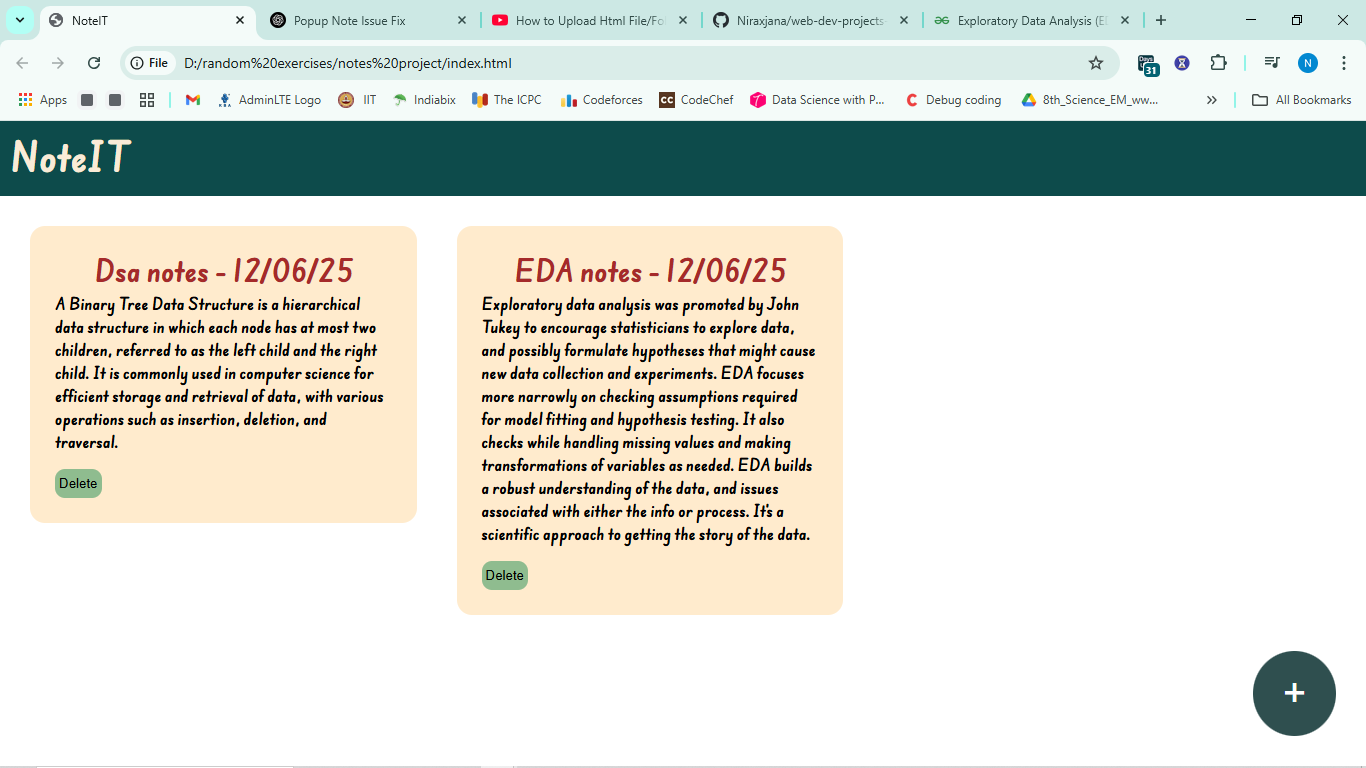 NoteIT
Popup Note Issue Fix
How to Upload Html File/Fol
Niraxjana/web-dev-projects-
Exploratory Data Analysis (ED
File
D:/random%20exercises/notes%20project/index.html
31
N
Apps
AdminLTE Logo
IIT
Indiabix
The ICPC
Codeforces
CC
CodeChef
Data Science with P...
Debug coding
8th_Science_EM_ww...
All Bookmarks
NoteIT
Dsa notes - 12/06/25
A Binary Tree Data Structure is a hierarchical
data structure in which each node has at most two
children, referred to as the left child and the right
child. It is commonly used in computer science for
efficient storage and retrieval of data, with various
operations such as insertion, deletion, and
traversal.
Delete
EDA notes - 12/06/25
Exploratory data analysis was promoted by John
Tukey to encourage statisticians to explore data,
and possibly formulate hypotheses that might cause
new data collection and experiments. EDA focuses
more narrowly on checking assumptions required
for model fitting and hypothesis testing. It also
checks while handling missing values and making
transformations of variables as needed. EDA builds
a robust understanding of the data, and issues
associated with either the info or process. It's a
scientific approach to getting the story of the data.
Delete
+